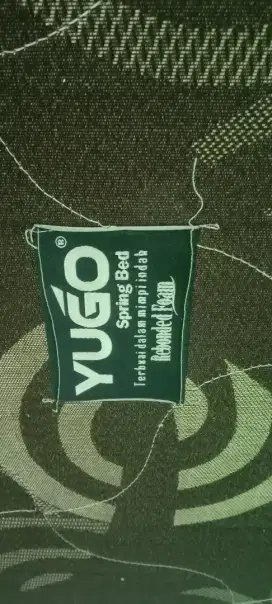 YUGO®
Spring Bed
Terbuai dalam mimpi indah
Rebonded Foam